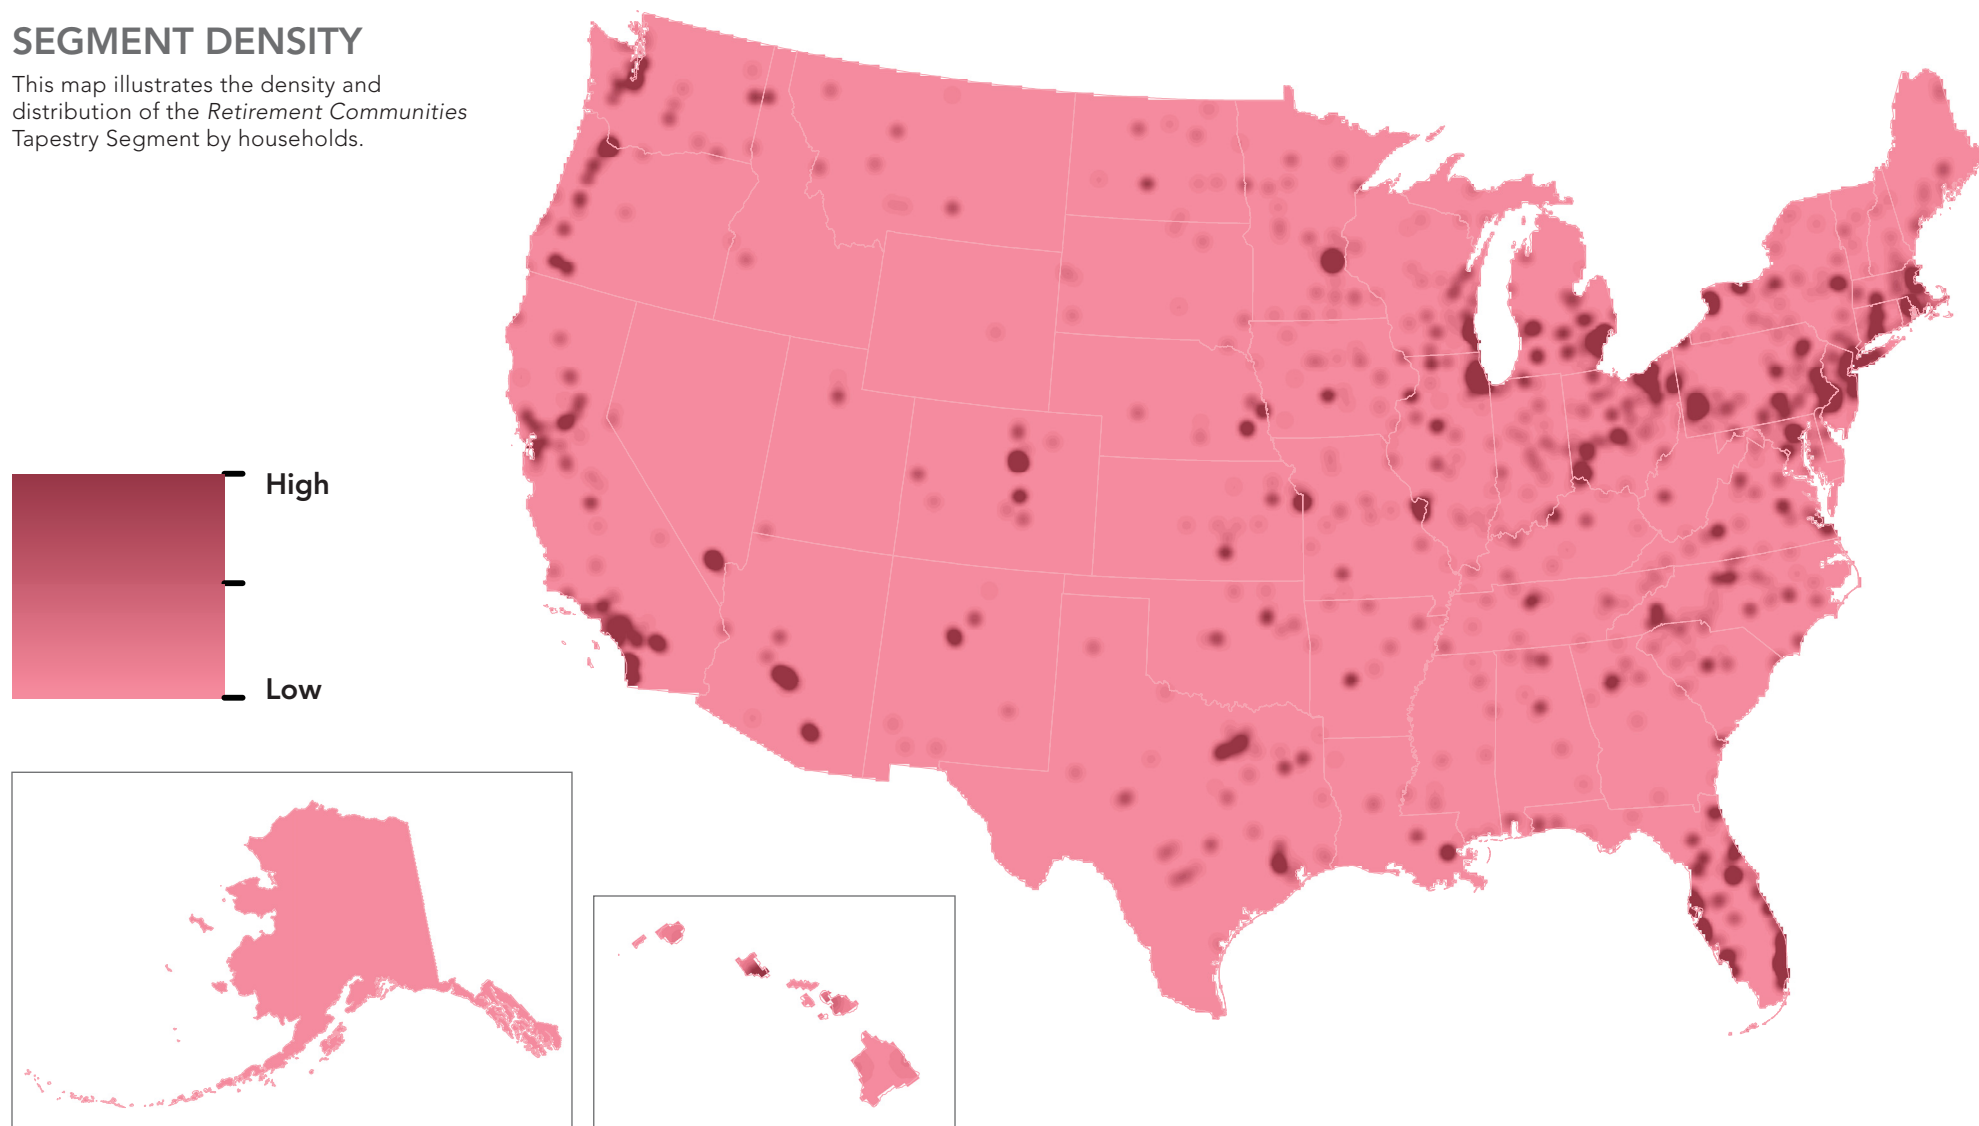 SEGMENT DENSITY
This map illustrates the density and
distribution of the Retirement Communities
Tapestry Segment by households.
High
Low